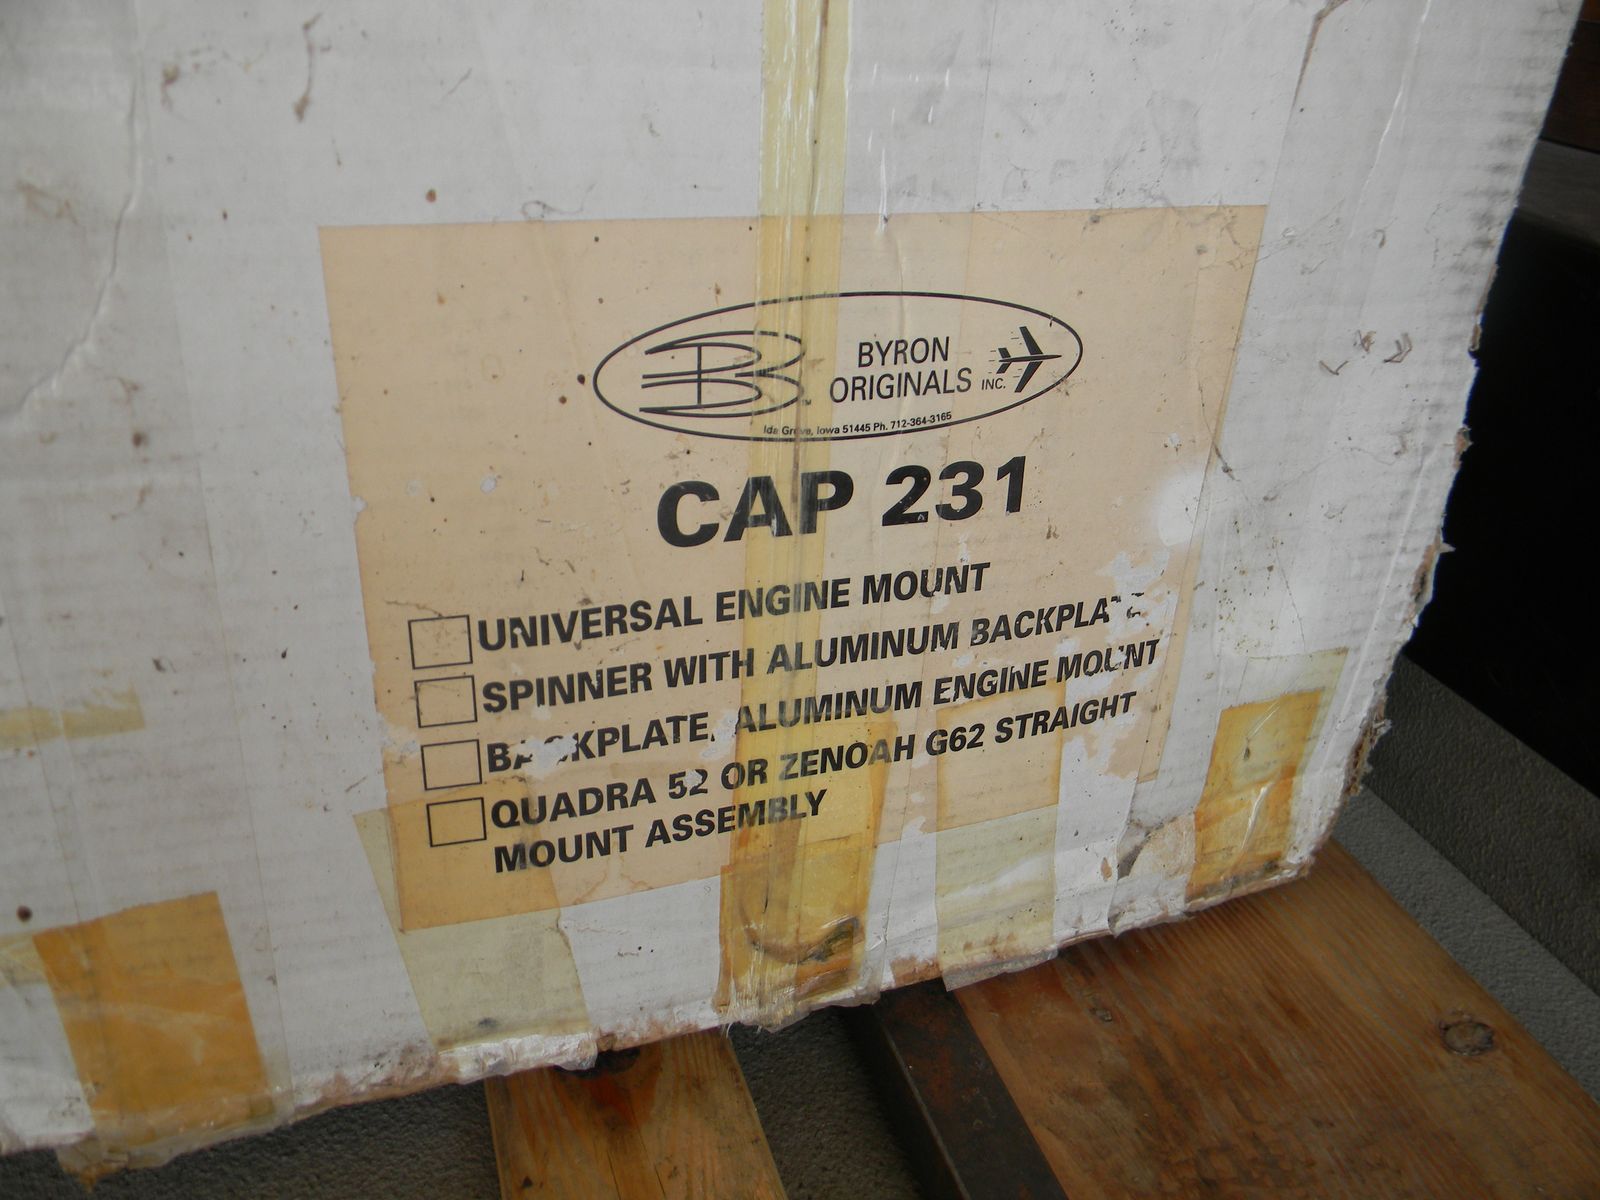 BYRON
ORIGINALS INC.
Ida Grove, Iowa 51445 Ph. 712-364-3165
CAP 231
UNIVERSAL ENGINE MOUNT
SPINNER WITH ALUMINUM BACKPLATE
BACKPLATE, ALUMINUM ENGINE MOUNT
QUADRA 52 OR ZENOAH G62 STRAIGHT
MOUNT ASSEMBLY